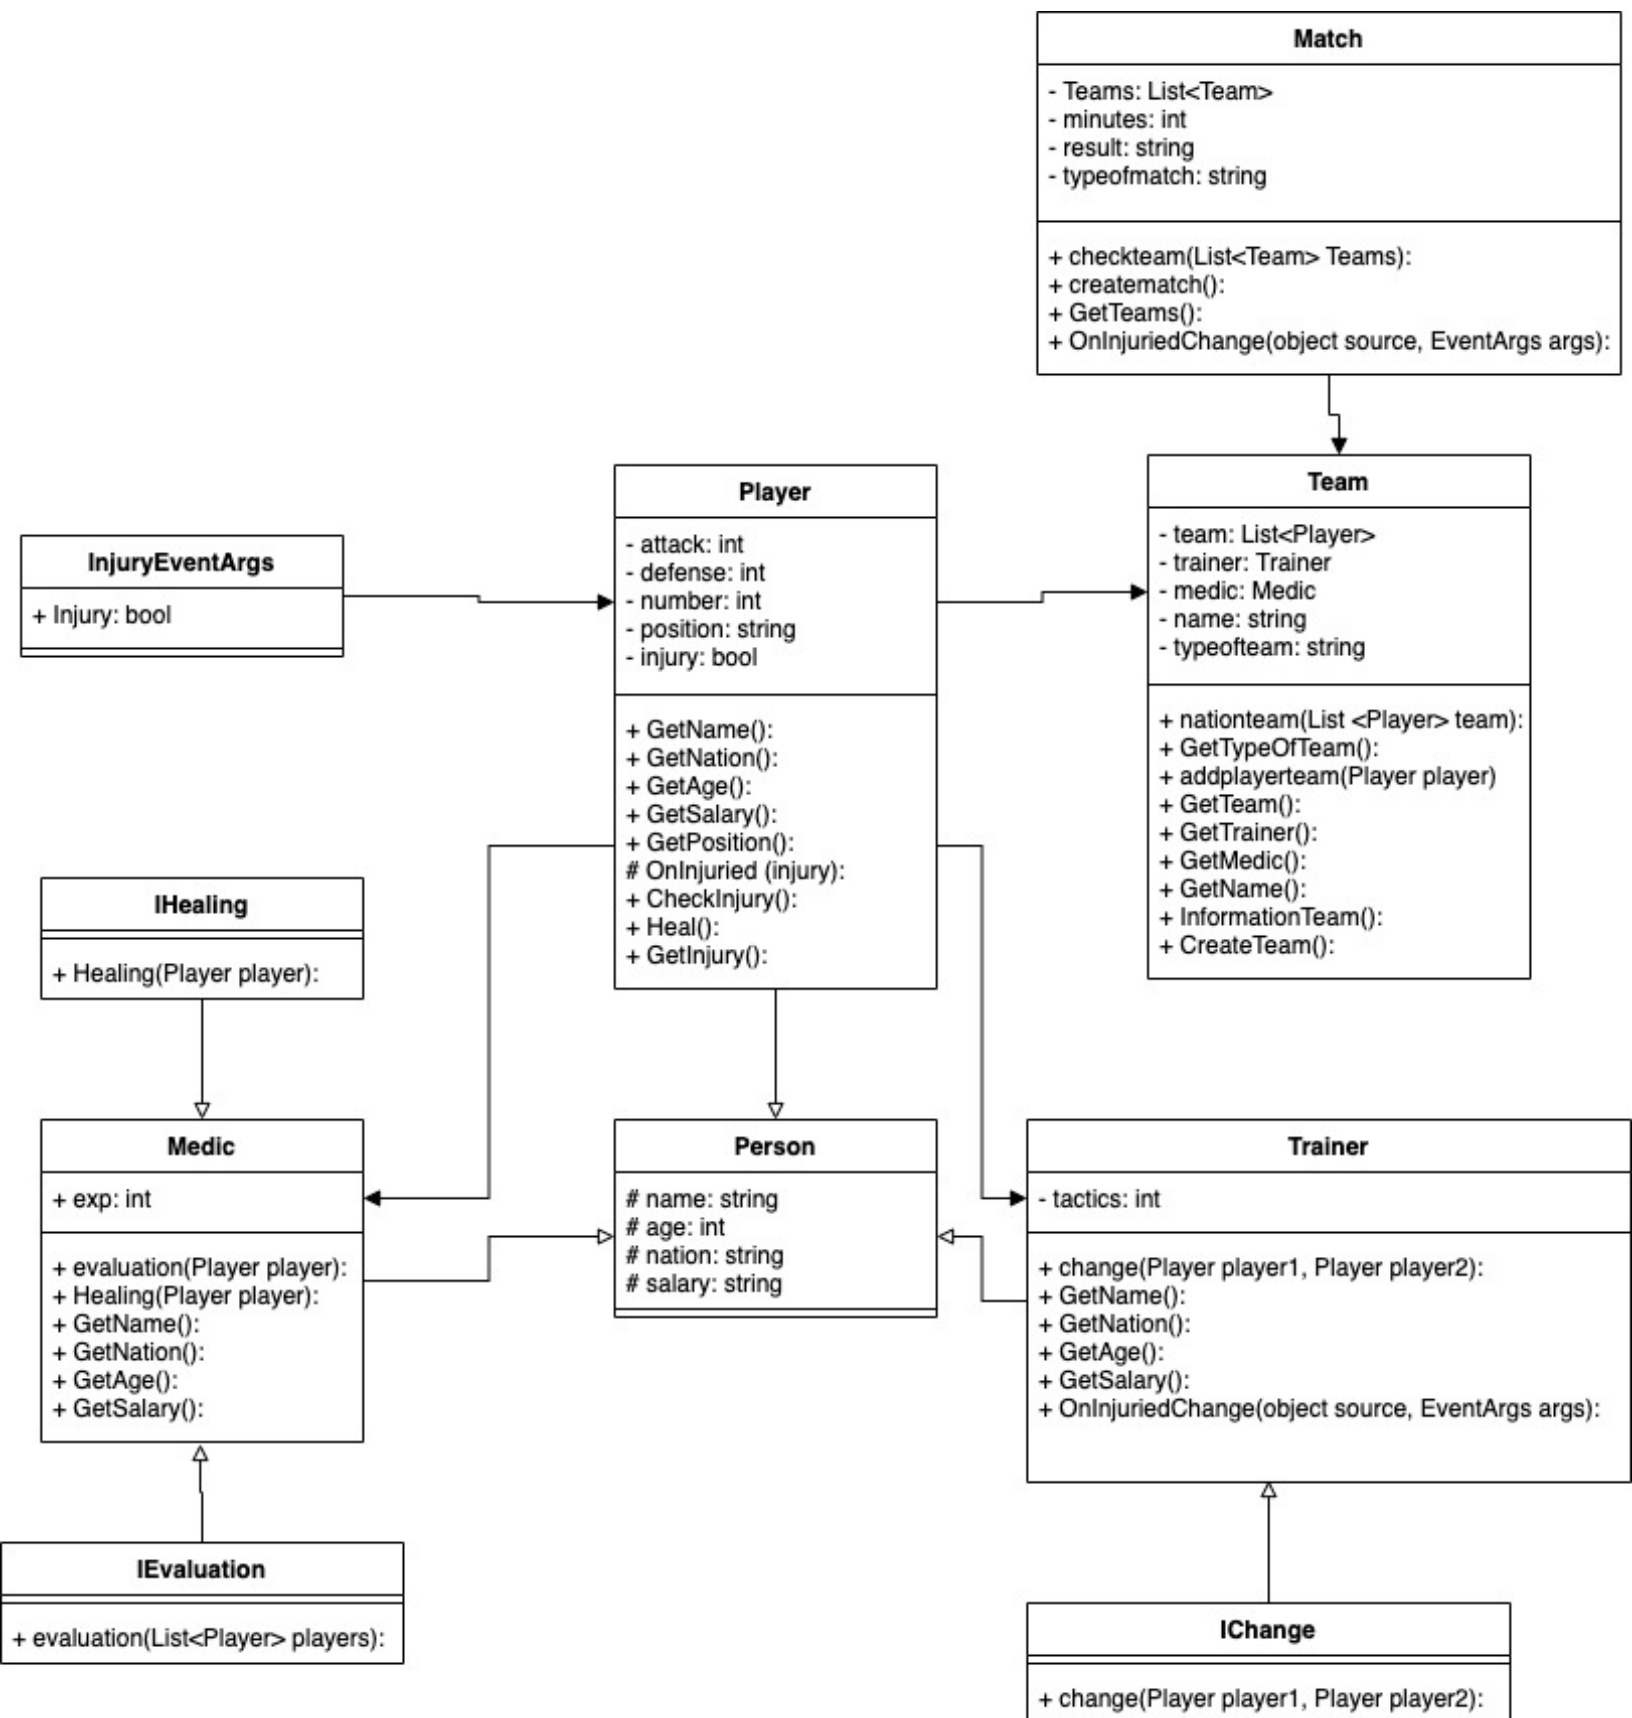 Match
- Teams: List<Team>
- minutes: int
- result: string
- typeofmatch: string
+ checkteam(List<Team> Teams):
+ creatematch():
+ GetTeams():
+ OnInjuriedChange(object source, EventArgs args):
Player
- attack: int
- defense: int
- number: int
- position: string
- injury: bool
+ GetName():
+ GetNation():
+ GetAge():
+ GetSalary():
+ GetPosition():
# OnInjuried (injury):
+ CheckInjury():
+ Heal():
+ GetInjury():
Team
- team: List<Player>
- trainer: Trainer
- medic: Medic
- name: string
- typeofteam: string
+ nationteam(List <Player> team):
+ GetTypeOfTeam():
+ addplayerteam(Player player)
+ GetTeam():
+ GetTrainer():
+ GetMedic():
+ GetName():
+ InformationTeam():
+ CreateTeam():
InjuryEventArgs
+ Injury: bool
IHealing
+ Healing(Player player):
Medic
+ exp: int
+ evaluation(Player player):
+ Healing(Player player):
+ GetName():
+ GetNation():
+ GetAge():
+ GetSalary():
Person
# name: string
# age: int
# nation: string
# salary: string
Trainer
- tactics: int
+ change(Player player1, Player player2):
+ GetName():
+ GetNation():
+ GetAge():
+ GetSalary():
+ OnInjuriedChange(object source, EventArgs args):
IEvaluation
+ evaluation(List<Player> players):
IChange
+ change(Player player1, Player player2):